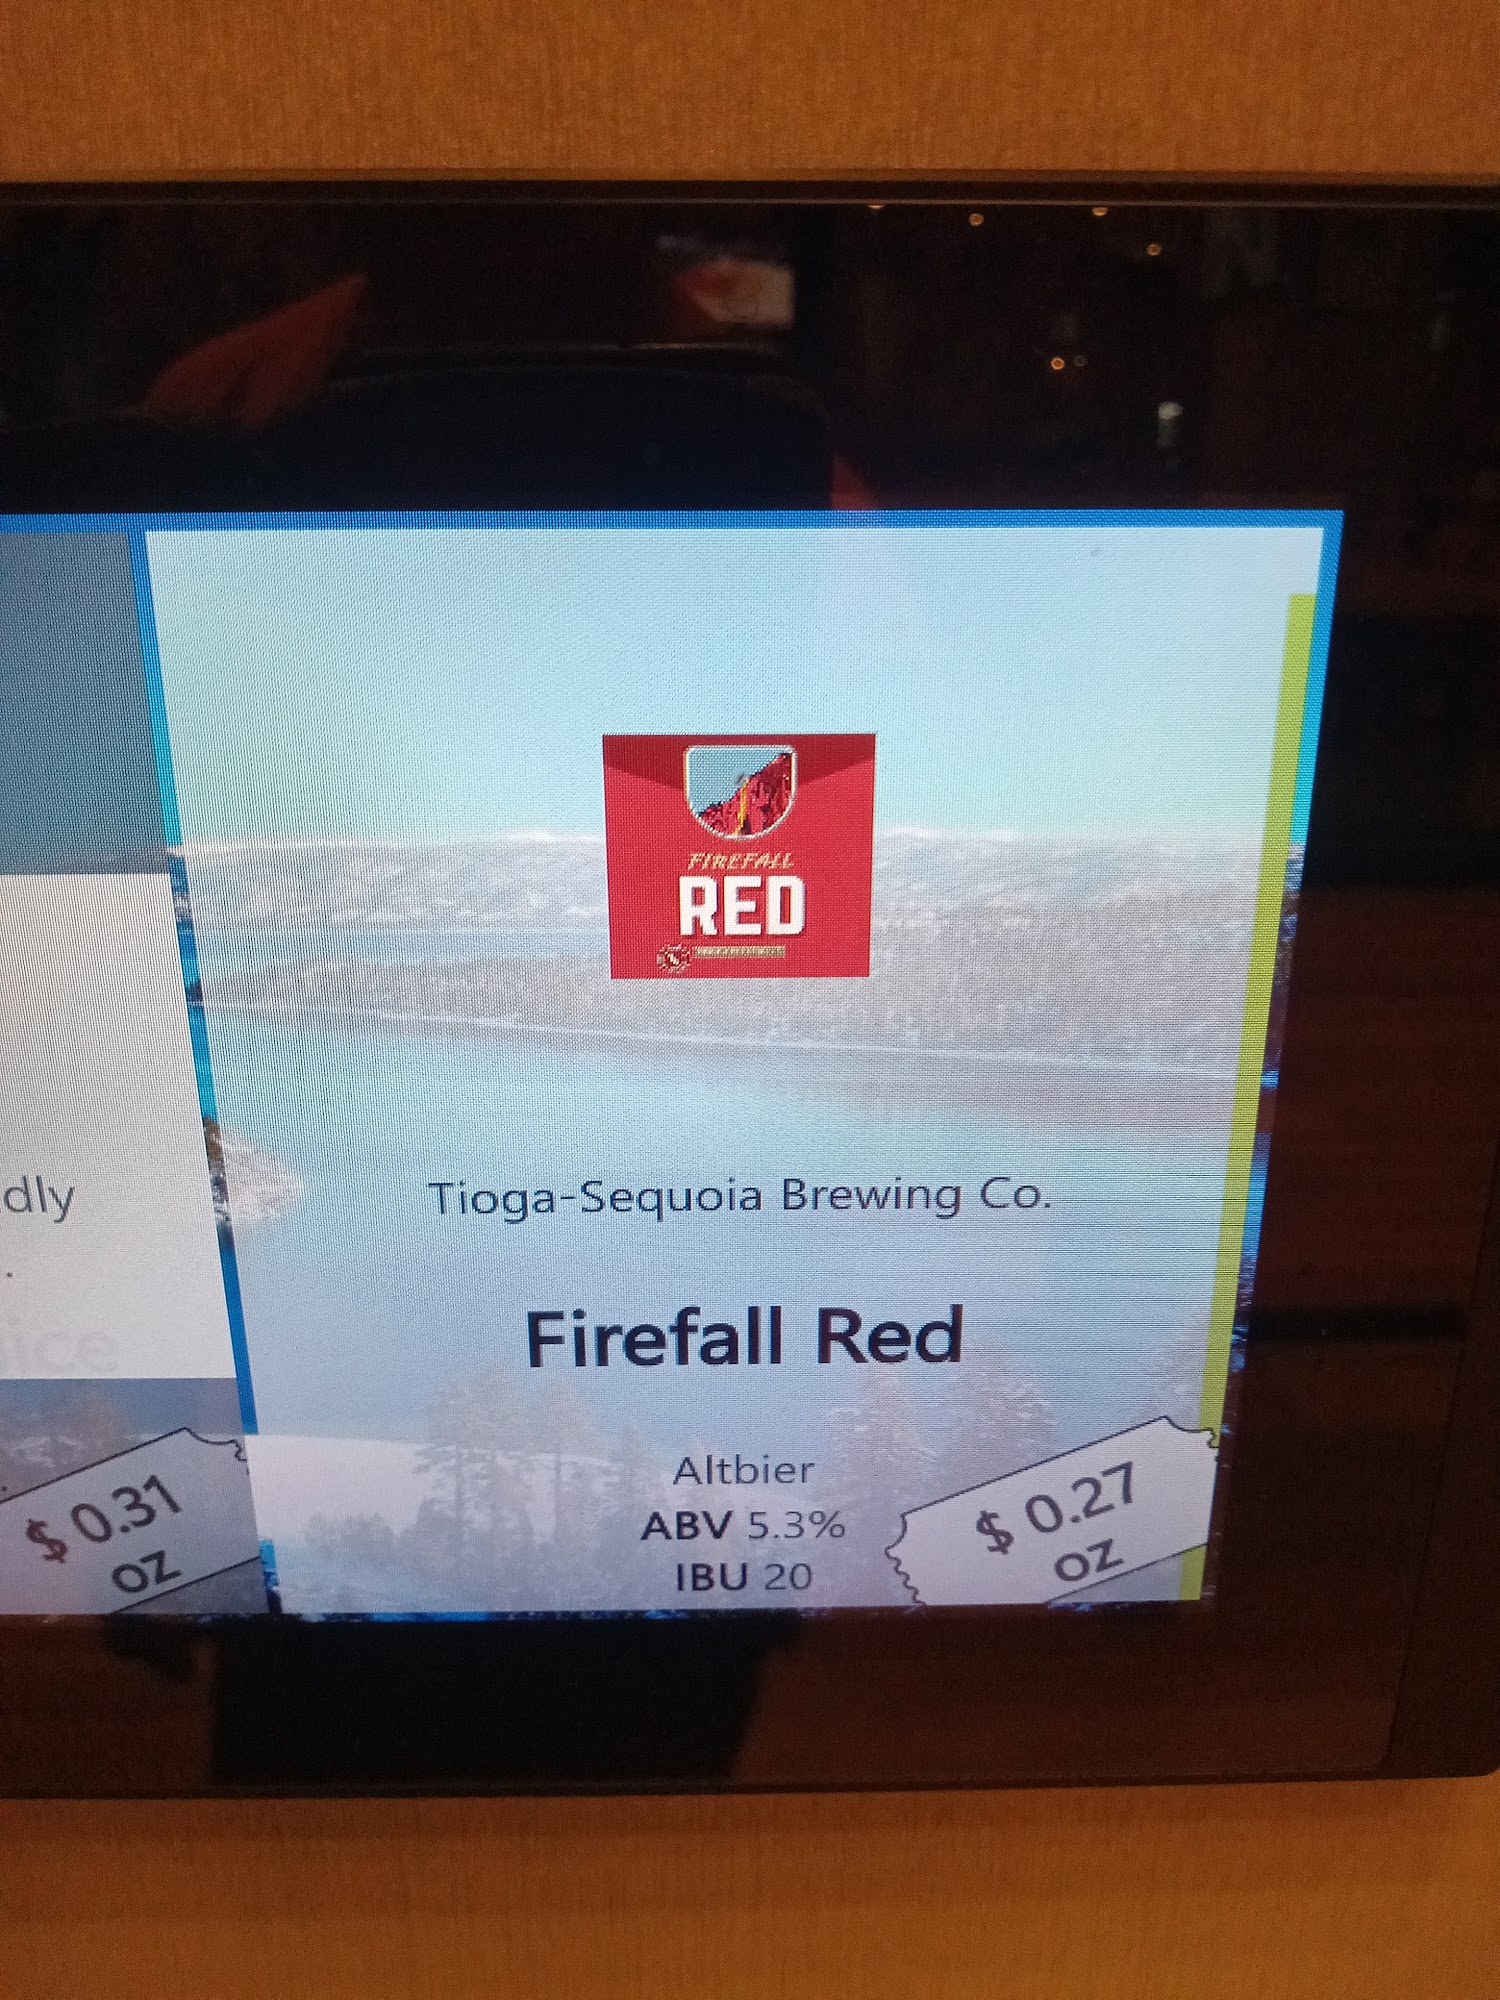 FIREFALL
RED
dly
.
ice
Tioga-Sequoia Brewing Co.
Firefall Red
Altbier
ABV 5.3%
IBU 20
$ 0.31
oz
$ 0.27
oz